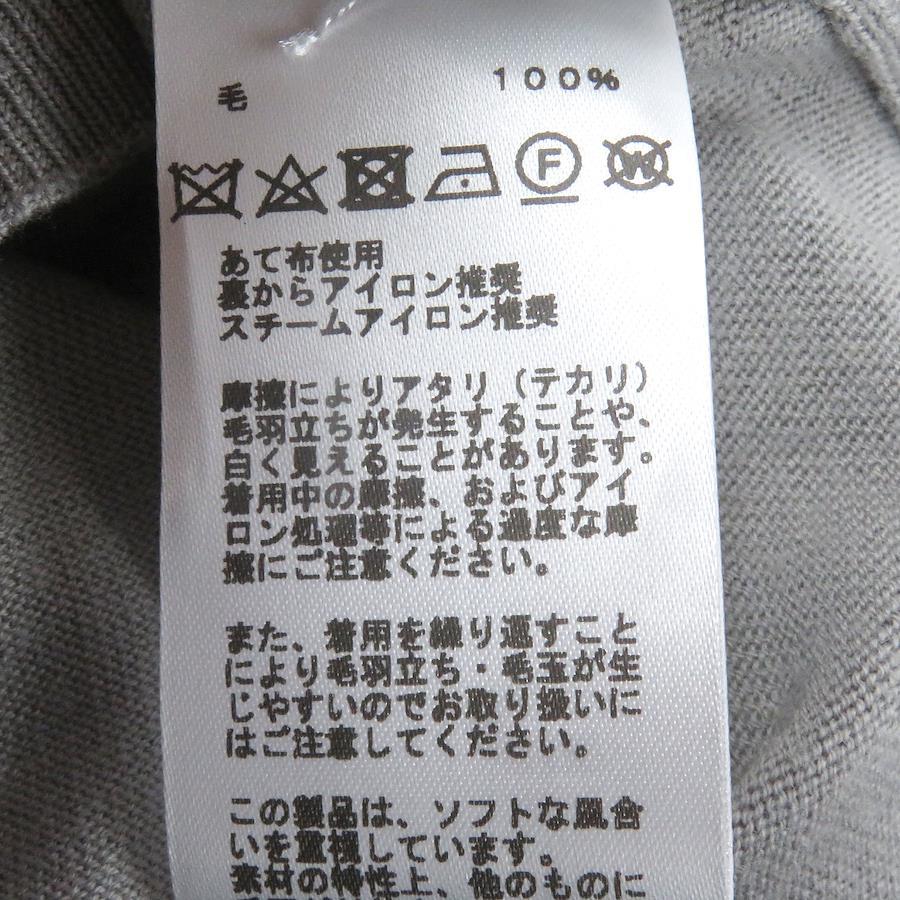 毛 100%
F W
あて布使用
裏からアイロン推奨
スチームアイロン推奨
摩擦によりアタリ（テカリ）
毛羽立ちが発生することや、
白く見えることがあります。
着用中の摩擦、およびアイ
ロン処理等による過度な摩
擦にご注意ください。
また、着用を繰り返すこと
により毛羽立ち・毛玉が生
じやすいのでお取り扱いに
はご注意してください。
この製品は、ソフトな風合
いを重視しています。
素材の特性上、他のものに